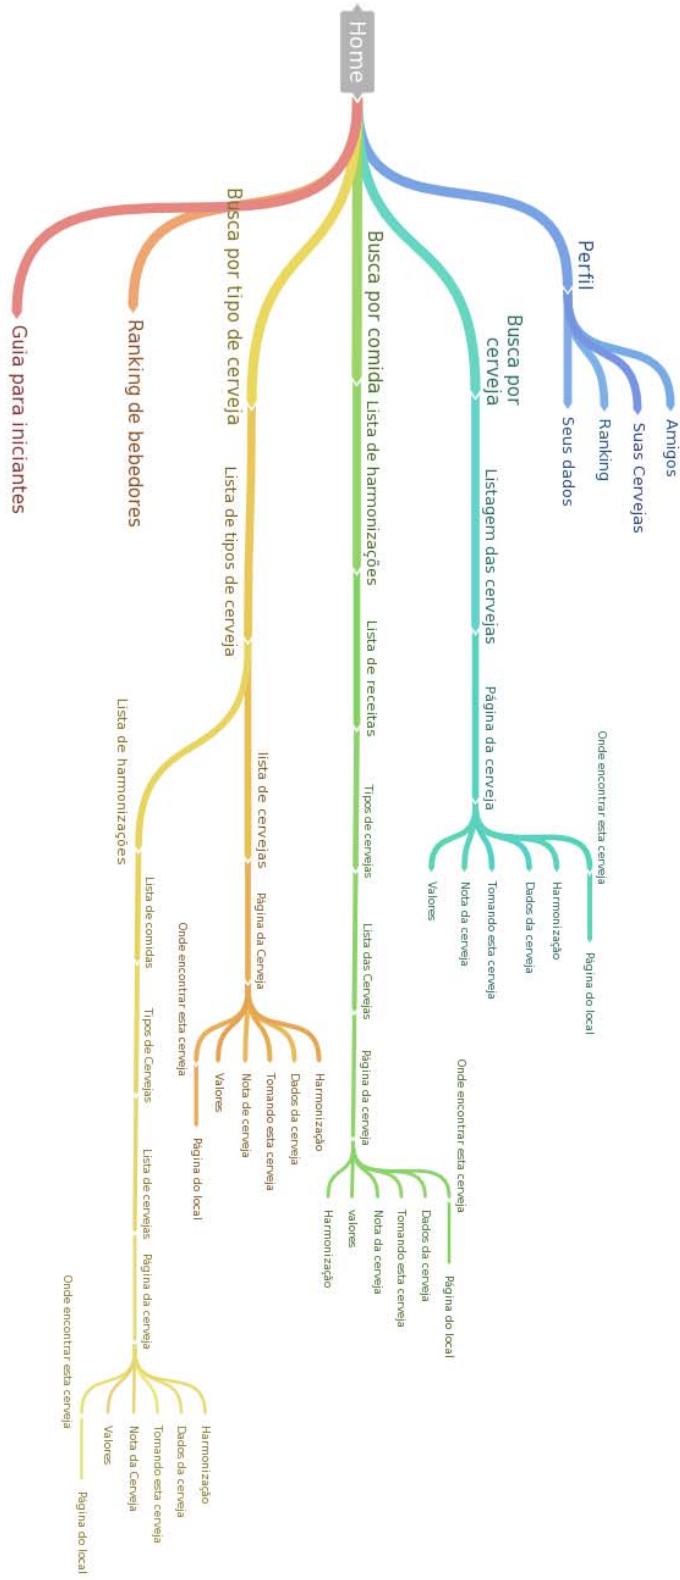 Home
Perfil
Amigos
Suas Cervejas
Ranking
Seus dados
Busca por
cerveja
Listagem das cervejas
Página da cerveja
Onde encontrar esta cerveja
Página do local
Harmonização
Dados da cerveja
Tomando esta cerveja
Nota da cerveja
Valores
Busca por comida
Lista de harmonizações
Lista de receitas
Tipos de cervejas
Lista das Cervejas
Página da cerveja
Onde encontrar esta cerveja
Página do local
Dados da cerveja
Tomando esta cerveja
Nota da cerveja
valores
Harmonização
Busca por tipo de cerveja
Lista de tipos de cerveja
lista de cervejas
Página da Cerveja
Harmonização
Dados da cerveja
Tomando esta cerveja
Nota de cerveja
Valores
Onde encontrar esta cerveja
Página do local
Lista de harmonizações
Lista de comidas
Tipos de Cervejas
Lista de cervejas
Página da cerveja
Harmonização
Dados da cerveja
Tomando esta cerveja
Nota da Cerveja
Valores
Onde encontrar esta cerveja
Página do local
Ranking de bebedores
Guia para iniciantes